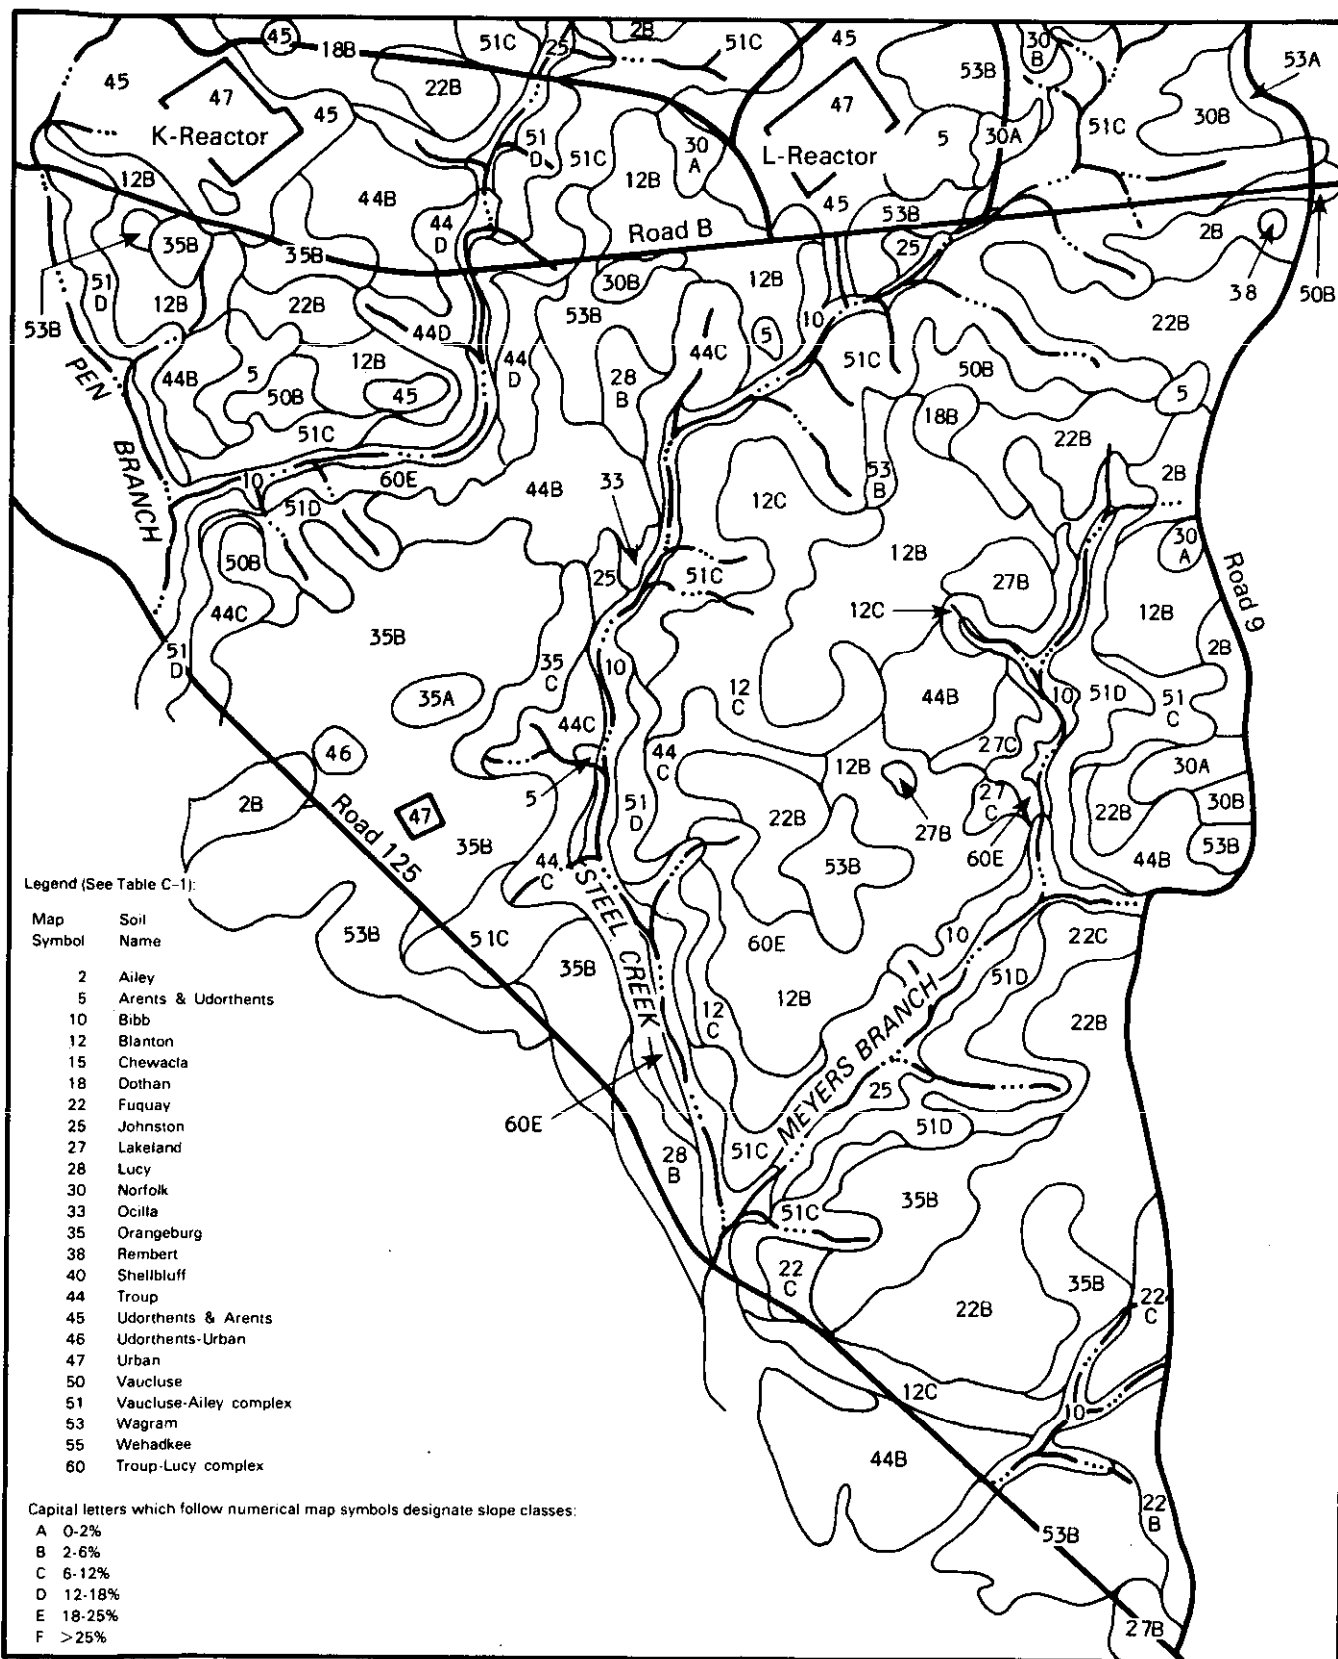 45
18B
51C
25
2B
51C
45
30
B
53A
45
47
22B
53B
47
30B
K-Reactor
45
51
D
51C
30
A
L-Reactor
5
30A
51C
12B
44B
12B
45
53B
35B
44
D
Road B
25
2B
35B
38
50B
53B
51
D
12B
22B
44D
30B
53B
12B
10
22B
PEN
BRANCH
44B
5
50B
12B
45
44
D
28
B
44C
5
51C
50B
5
18B
51C
22B
10
51D
60E
44B
33
12C
53
B
2B
50B
12B
30
A
Road 9
25
51C
27B
44C
12C
12B
35B
51
D
35
C
10
44B
2B
35A
12
C
10
51D
51
C
44C
27C
46
44
C
12B
30A
2B
Road 125
47
5
51
D
22B
27B
27
C
22B
30B
35B
53B
60E
44B
53B
44
C
Legend (See Table C-1):
Map Soil
Symbol Name
2 Ailey
5 Arents & Udorthents
10 Bibb
12 Blanton
15 Chewacla
18 Dothan
22 Fuquay
25 Johnston
27 Lakeland
28 Lucy
30 Norfolk
33 Ocilla
35 Orangeburg
38 Rembert
40 Shellbluff
44 Troup
45 Udorthents & Arents
46 Udorthents-Urban
47 Urban
50 Vaucluse
51 Vaucluse-Ailey complex
53 Wagram
55 Wehadkee
60 Troup-Lucy complex
STEEL CREEK
53B
51C
35B
60E
10
22C
51D
12B
12
C
22B
MEYERS BRANCH
60E
25
51D
28
B
51C
35B
51C
22
C
35B
22B
22
C
12C
10
44B
22
B
53B
27B
Capital letters which follow numerical map symbols designate slope classes:
A 0-2%
B 2-6%
C 6-12%
D 12-18%
E 18-25%
F >25%